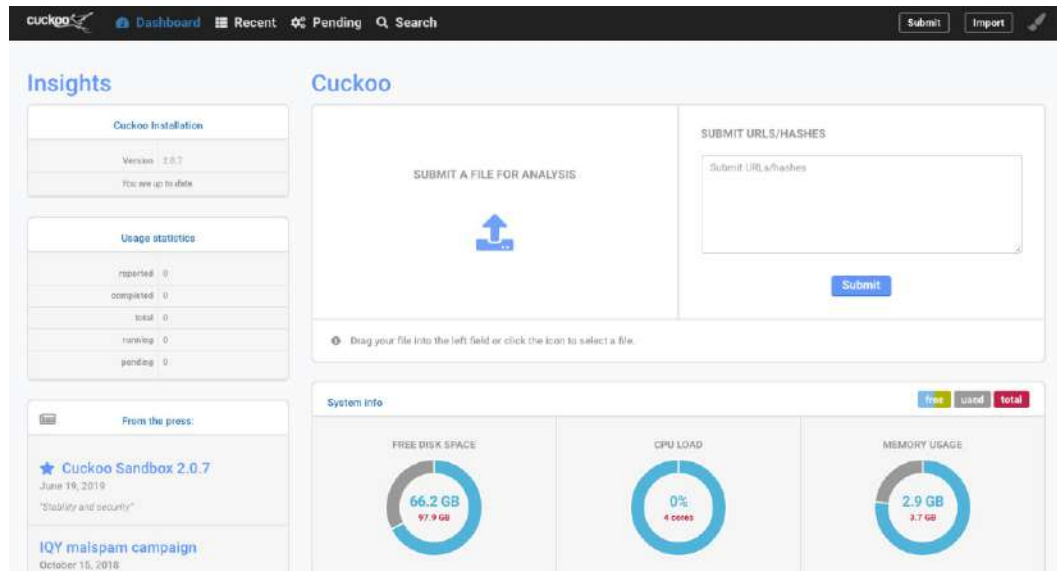 cuckoo Dashboard Recent Pending Search Submit Import
Insights
Cuckoo Installation
Version 2.0.7
You are up to date
Usage statistics
reported 0
completed 0
total 0
running 0
pending 0
From the press:
Cuckoo Sandbox 2.0.7
June 19, 2019
"Stability and security"
IQY malspam campaign
October 15, 2018
Cuckoo
SUBMIT A FILE FOR ANALYSIS
SUBMIT URLS/HASHES
Submit URLs/hashes
Submit
Drag your file into the left field or click the icon to select a file.
System info
free used total
FREE DISK SPACE
66.2 GB
97.9 GB
CPU LOAD
0%
4 cores
MEMORY USAGE
2.9 GB
3.7 GB